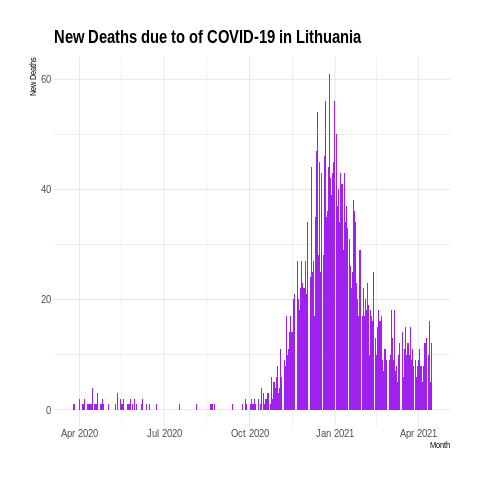 New Deaths due to of COVID-19 in Lithuania
New Deaths
60
40
20
0
Apr 2020 Jul 2020 Oct 2020 Jan 2021 Apr 2021
Month